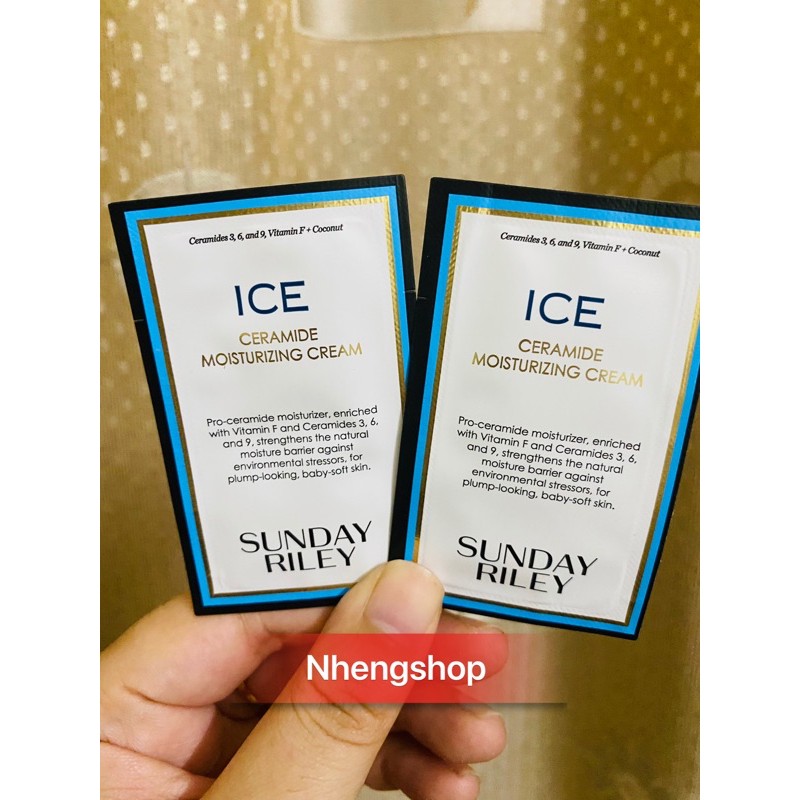 Ceramides 3, 6, and 9, Vitamin F + Coconut
ICE
CERAMIDE
MOISTURIZING CREAM
Pro-ceramide moisturizer, enriched
with Vitamin F and Ceramides 3, 6,
and 9, strengthens the natural
moisture barrier against
environmental stressors, for
plump-looking, baby-soft skin.
SUNDAY
RILEY
Ceramides 3, 6, and 9, Vitamin F + Coconut
ICE
CERAMIDE
MOISTURIZING CREAM
Pro-ceramide moisturizer, enriched
with Vitamin F and Ceramides 3, 6,
and 9, strengthens the natural
moisture barrier against
environmental stressors, for
plump-looking, baby-soft skin.
SUNDAY
RILEY
Nhengshop